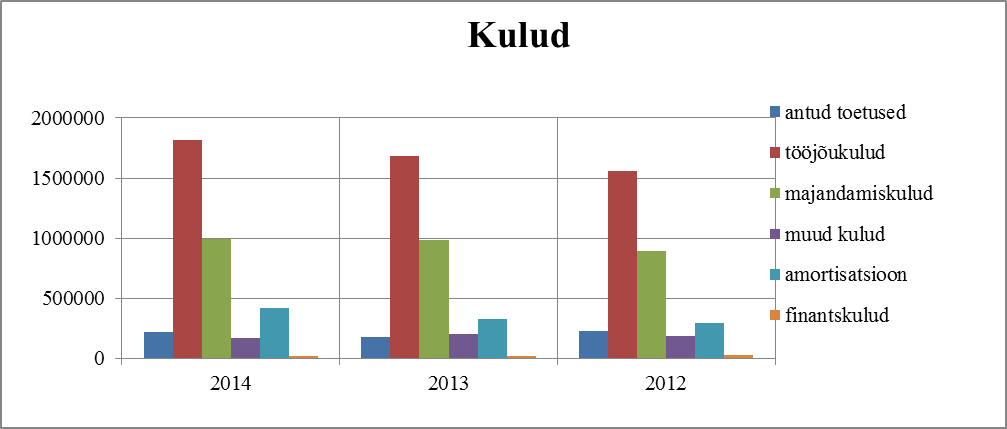 Kulud
2000000
1500000
1000000
500000
0
2014
2013
2012
antud toetused
tööjõukulud
majandamiskulud
muud kulud
amortisatsioon
finantskulud